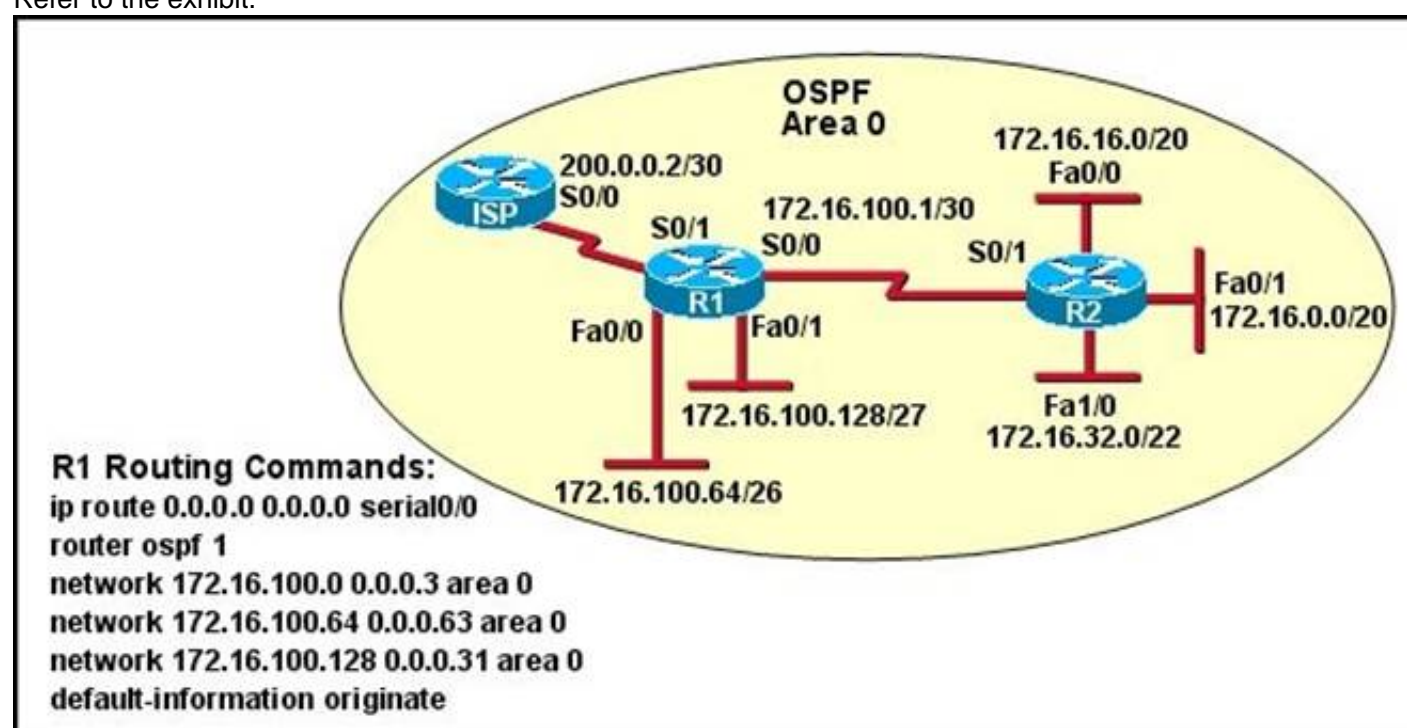 Refer to the exhibit.
OSPF
Area 0
172.16.16.0/20
Fa0/0
200.0.0.2/30
S0/0
ISP
172.16.100.1/30
S0/1
S0/0
S0/1
R1
R2
Fa0/1
172.16.0.0/20
Fa0/0
Fa0/1
172.16.100.128/27
Fa1/0
172.16.32.0/22
172.16.100.64/26
R1 Routing Commands:
ip route 0.0.0.0 0.0.0.0 serial0/0
router ospf 1
network 172.16.100.0 0.0.0.3 area 0
network 172.16.100.64 0.0.0.63 area 0
network 172.16.100.128 0.0.0.31 area 0
default-information originate